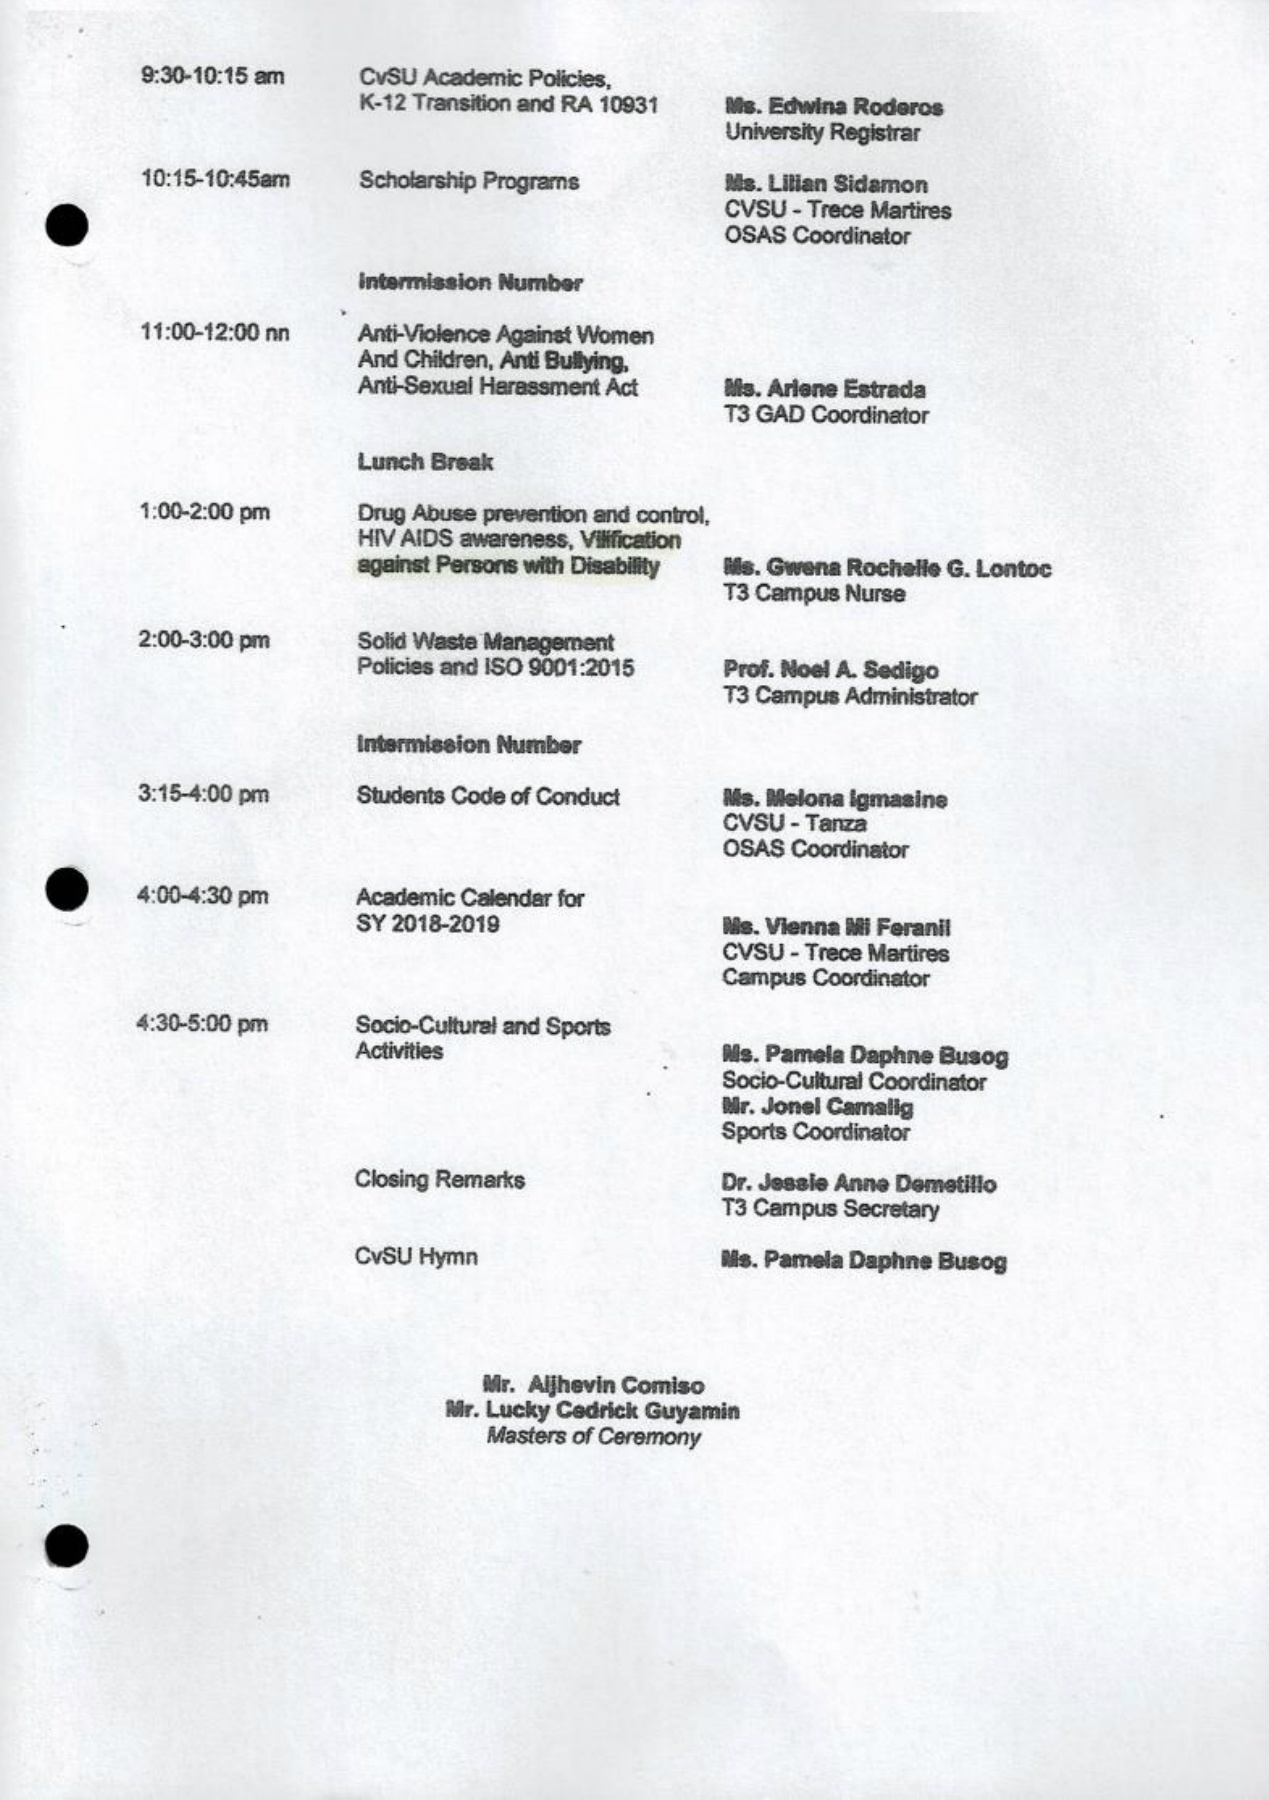 9:30-10:15 am
CvSU Academic Policies,
K-12 Transition and RA 10931
Ms. Edwina Roderos
University Registrar
10:15-10:45am
Scholarship Programs
Ms. Lilian Sidamon
CVSU - Trece Martires
OSAS Coordinator
Intermission Number
11:00-12:00 nn
Anti-Violence Against Women
And Children, Anti Bullying,
Anti-Sexual Harassment Act
Ms. Arlene Estrada
T3 GAD Coordinator
Lunch Break
1:00-2:00 pm
Drug Abuse prevention and control,
HIV AIDS awareness, Vilification
against Persons with Disability
Ms. Gwena Rochelle G. Lontoc
T3 Campus Nurse
2:00-3:00 pm
Solid Waste Management
Policies and ISO 9001:2015
Prof. Noel A. Sedigo
T3 Campus Administrator
Intermission Number
3:15-4:00 pm
Students Code of Conduct
Ms. Melona Igmasine
CVSU - Tanza
OSAS Coordinator
4:00-4:30 pm
Academic Calendar for
SY 2018-2019
Ms. Vienna Mi Feranil
CVSU - Trece Martires
Campus Coordinator
4:30-5:00 pm
Socio-Cultural and Sports
Activities
Ms. Pamela Daphne Busog
Socio-Cultural Coordinator
Mr. Jonel Camalig
Sports Coordinator
Closing Remarks
Dr. Jessie Anne Demetillo
T3 Campus Secretary
CvSU Hymn
Ms. Pamela Daphne Busog
Mr. Aljhevin Comiso
Mr. Lucky Cedrick Guyamin
Masters of Ceremony